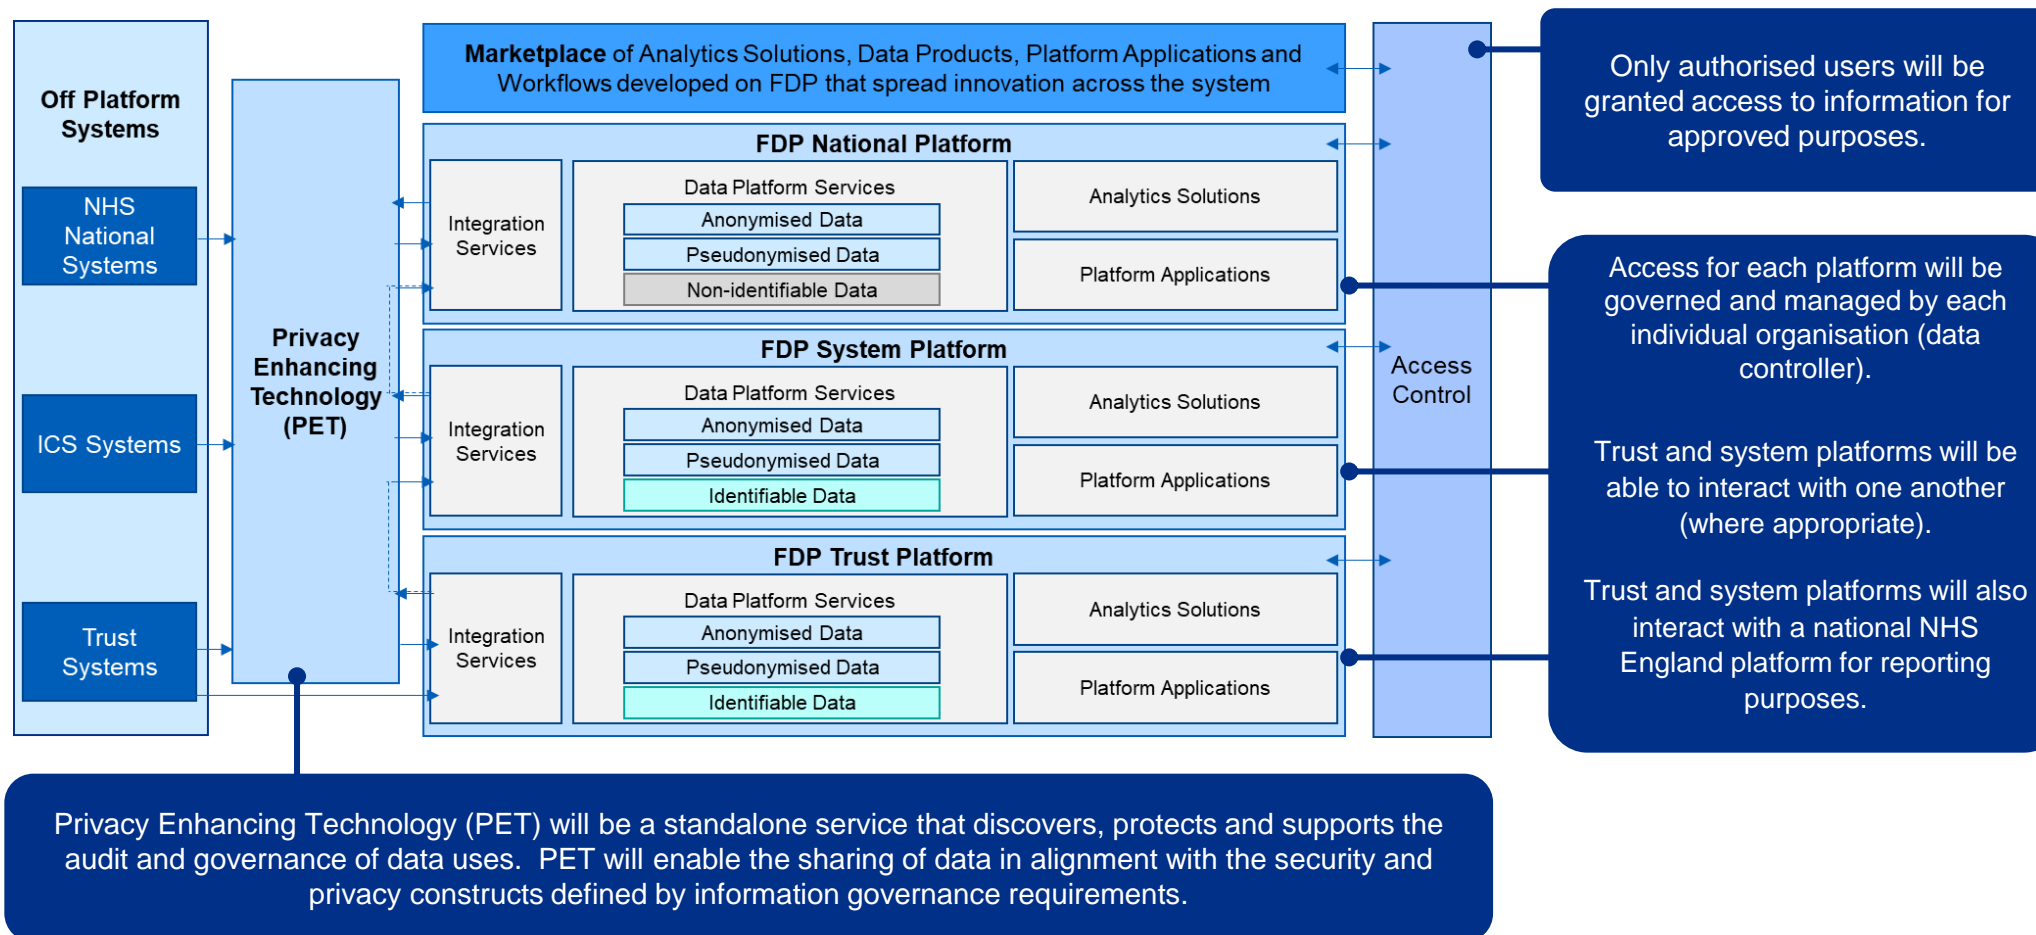 Off Platform
Systems
NHS
National
Systems
ICS Systems
Trust
Systems
Privacy
Enhancing
Technology
(PET)
Marketplace of Analytics Solutions, Data Products, Platform Applications and
Workflows developed on FDP that spread innovation across the system
FDP National Platform
Integration
Services
Data Platform Services
Anonymised Data
Pseudonymised Data
Non-identifiable Data
Analytics Solutions
Platform Applications
FDP System Platform
Integration
Services
Data Platform Services
Anonymised Data
Pseudonymised Data
Identifiable Data
Analytics Solutions
Platform Applications
FDP Trust Platform
Integration
Services
Data Platform Services
Anonymised Data
Pseudonymised Data
Identifiable Data
Analytics Solutions
Platform Applications
Access
Control
Only authorised users will be
granted access to information for
approved purposes.
Access for each platform will be
governed and managed by each
individual organisation (data
controller).
Trust and system platforms will be
able to interact with one another
(where appropriate).
Trust and system platforms will also
interact with a national NHS
England platform for reporting
purposes.
Privacy Enhancing Technology (PET) will be a standalone service that discovers, protects and supports the
audit and governance of data uses.  PET will enable the sharing of data in alignment with the security and
privacy constructs defined by information governance requirements.